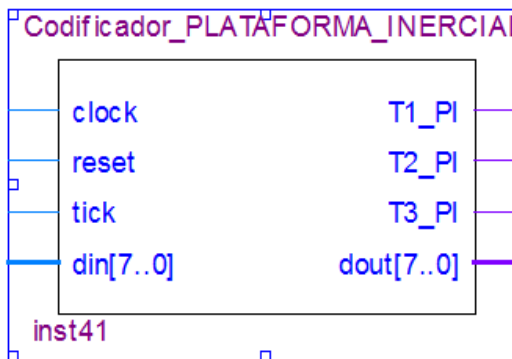 Codificador_PLATAFORMA_INERCIAL
clock T1_PI
reset T2_PI
tick T3_PI
din[7..0] dout[7..0]
inst41